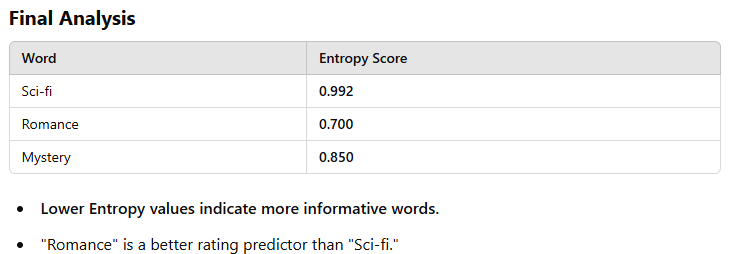 Final Analysis
Word Entropy Score
Sci-fi 0.992
Romance 0.700
Mystery 0.850
Lower Entropy values indicate more informative words.
"Romance" is a better rating predictor than "Sci-fi."